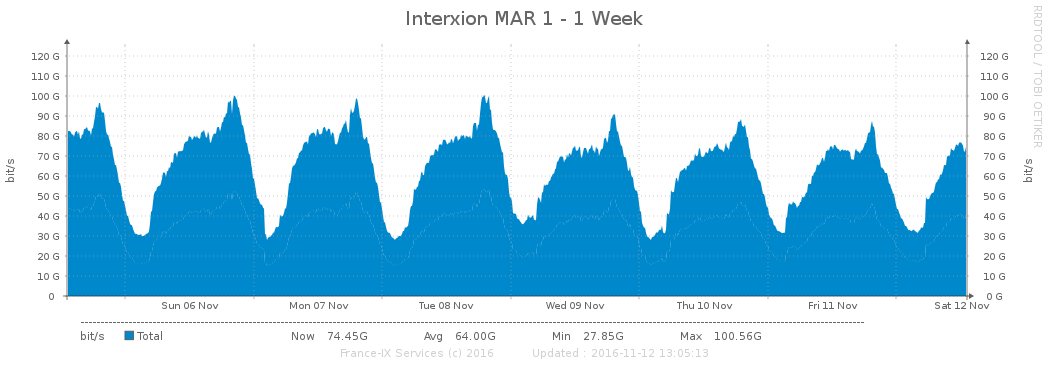 Interxion MAR 1 - 1 Week
RRDTOOL / TOBI OETIKER
bit/s
120 G 120 G
110 G 110 G
100 G 100 G
90 G 90 G
80 G 80 G
70 G 70 G
60 G 60 G
50 G 50 G
40 G 40 G
30 G 30 G
20 G 20 G
10 G 10 G
0 0 G
bit/s
Sun 06 Nov Mon 07 Nov Tue 08 Nov Wed 09 Nov Thu 10 Nov Fri 11 Nov Sat 12 Nov
bit/s Total Now 74.45G Avg 64.00G Min 27.85G Max 100.56G
France-IX Services (c) 2016 Updated : 2016-11-12 13:05:13